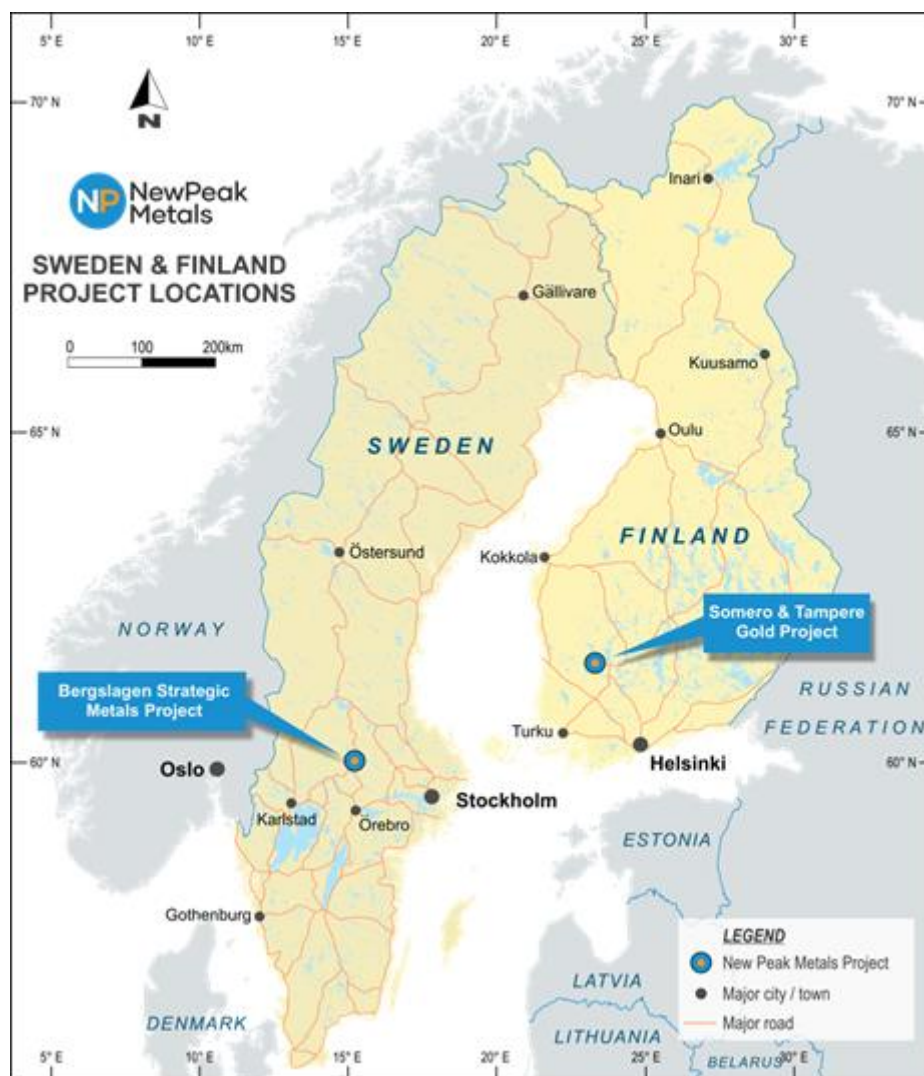 5° E 10° E 15° E 20° E 25° E 30° E
70° N 70° N
N
NP NewPeak
Metals
SWEDEN & FINLAND
PROJECT LOCATIONS
0 100 200km
Inari
Gällivare
Kuusamo
65° N 65° N
Oulu
SWEDEN
FINLAND
Kokkola
Östersund
Somero & Tampere
Gold Project
NORWAY
Bergslagen Strategic
Metals Project
RUSSIAN
FEDERATION
Turku
Helsinki
60° N 60° N
Oslo
Stockholm
Karlstad
Örebro
ESTONIA
Gothenburg
LEGEND
New Peak Metals Project
Major city / town
Major road
LATVIA
DENMARK
LITHUANIA
BELARUS
5° E 10° E 15° E 20° E 25° E 30° E